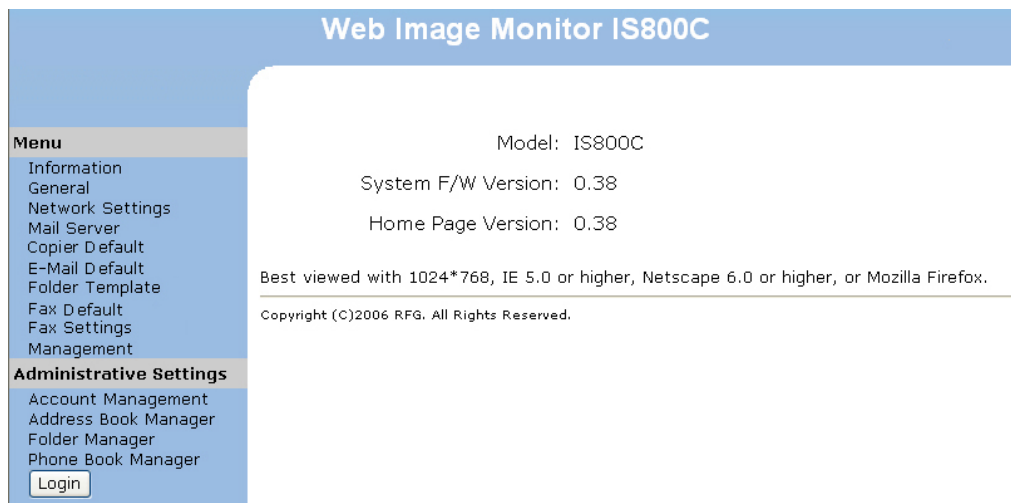 Web Image Monitor IS800C
Menu
Information
General
Network Settings
Mail Server
Copier Default
E-Mail Default
Folder Template
Fax Default
Fax Settings
Management
Administrative Settings
Account Management
Address Book Manager
Folder Manager
Phone Book Manager
Login
Model: IS800C
System F/W Version: 0.38
Home Page Version: 0.38
Best viewed with 1024*768, IE 5.0 or higher, Netscape 6.0 or higher, or Mozilla Firefox.
Copyright (C)2006 RFG. All Rights Reserved.